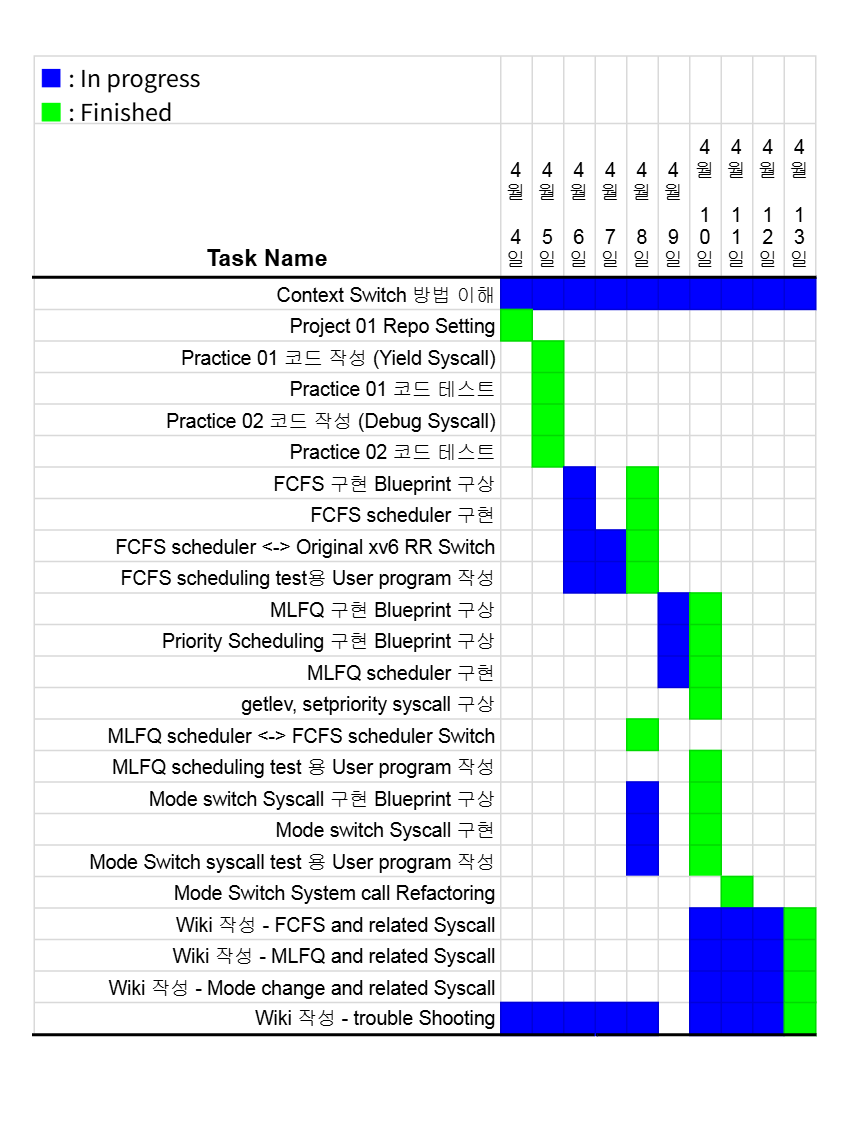 : In progress
: Finished
Task Name
4월 4일
4월 5일
4월 6일
4월 7일
4월 8일
4월 9일
4월 10일
4월 11일
4월 12일
4월 13일
Context Switch 방법 이해
Project 01 Repo Setting
Practice 01 코드 작성 (Yield Syscall)
Practice 01 코드 테스트
Practice 02 코드 작성 (Debug Syscall)
Practice 02 코드 테스트
FCFS 구현 Blueprint 구상
FCFS scheduler 구현
FCFS scheduler <-> Original xv6 RR Switch
FCFS scheduling test용 User program 작성
MLFQ 구현 Blueprint 구상
Priority Scheduling 구현 Blueprint 구상
MLFQ scheduler 구현
getlev, setpriority syscall 구상
MLFQ scheduler <-> FCFS scheduler Switch
MLFQ scheduling test 용 User program 작성
Mode switch Syscall 구현 Blueprint 구상
Mode switch Syscall 구현
Mode Switch syscall test 용 User program 작성
Mode Switch System call Refactoring
Wiki 작성 - FCFS and related Syscall
Wiki 작성 - MLFQ and related Syscall
Wiki 작성 - Mode change and related Syscall
Wiki 작성 - trouble Shooting